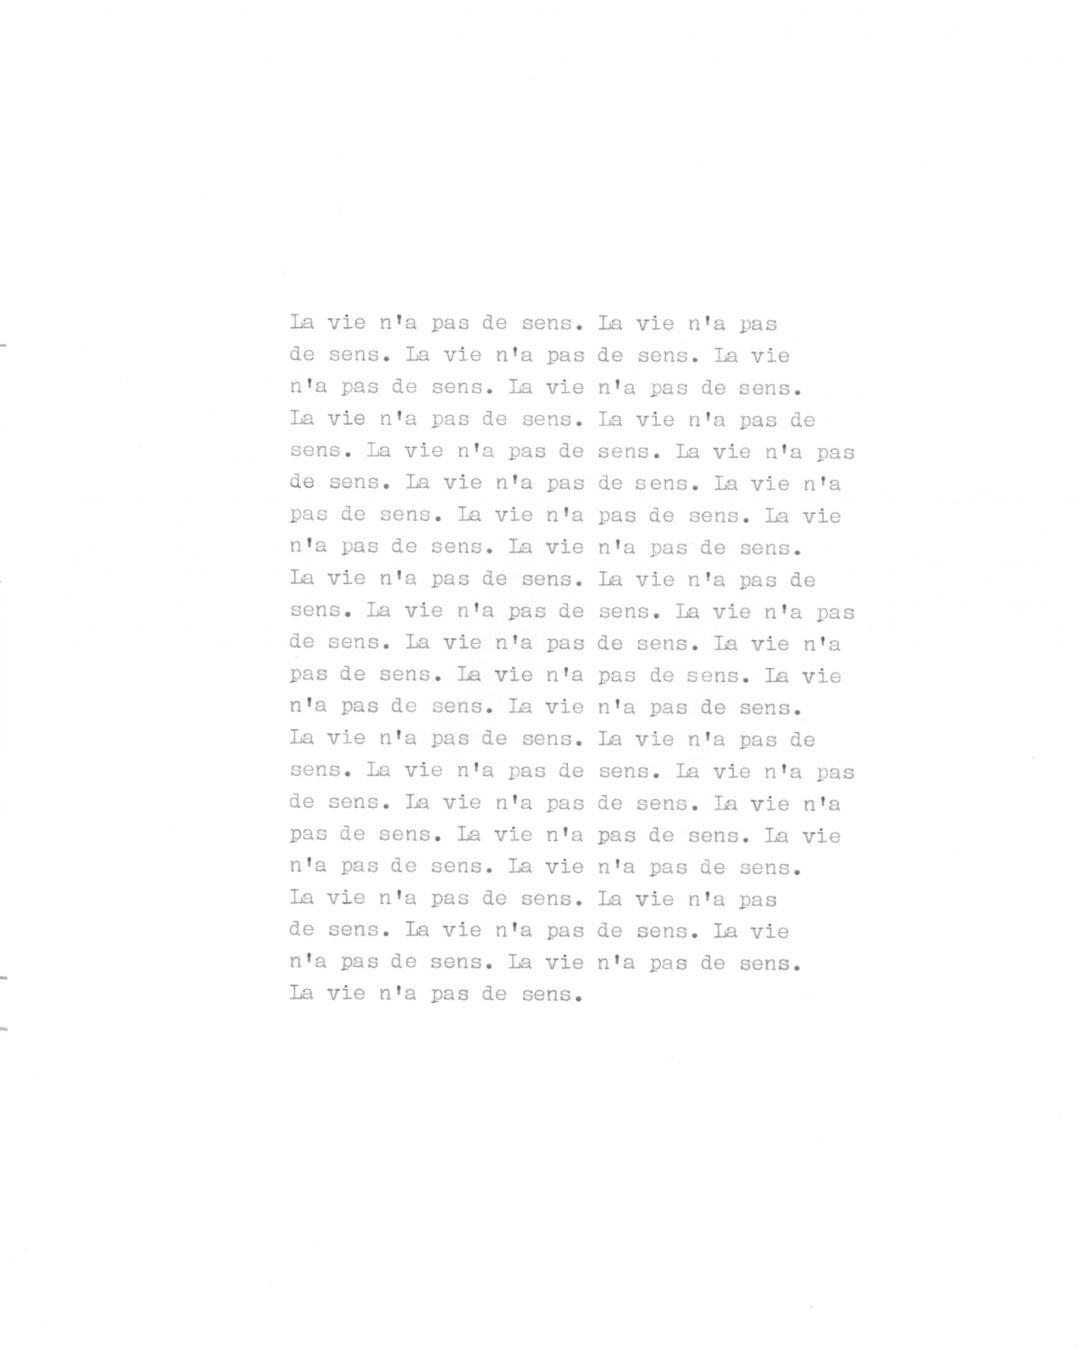 La vie n'a pas de sens. La vie n'a pas
de sens. La vie n'a pas de sens. La vie
n'a pas de sens. La vie n'a pas de sens.
La vie n'a pas de sens. La vie n'a pas de
sens. La vie n'a pas de sens. La vie n'a pas
de sens. La vie n'a pas de sens. La vie n'a
pas de sens. La vie n'a pas de sens. La vie
n'a pas de sens. La vie n'a pas de sens.
La vie n'a pas de sens. La vie n'a pas de
sens. La vie n'a pas de sens. La vie n'a pas
de sens. La vie n'a pas de sens. La vie n'a
pas de sens. La vie n'a pas de sens. La vie
n'a pas de sens. La vie n'a pas de sens.
La vie n'a pas de sens. La vie n'a pas de
sens. La vie n'a pas de sens. La vie n'a pas
de sens. La vie n'a pas de sens. La vie n'a
pas de sens. La vie n'a pas de sens. La vie
n'a pas de sens. La vie n'a pas de sens.
La vie n'a pas de sens. La vie n'a pas
de sens. La vie n'a pas de sens. La vie
n'a pas de sens. La vie n'a pas de sens.
La vie n'a pas de sens.